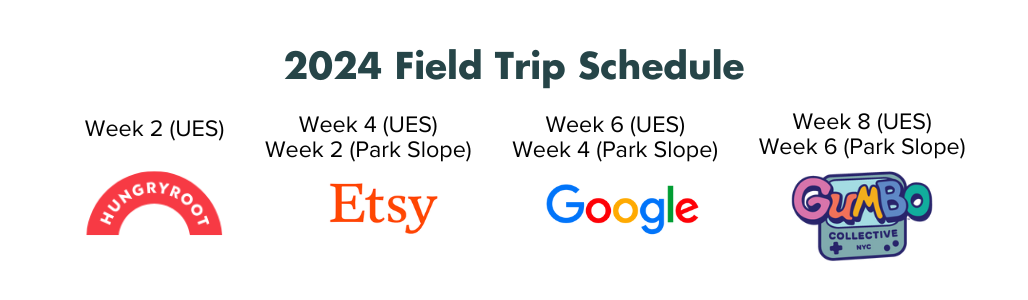 2024 Field Trip Schedule
Week 2 (UES)
HUNGRYROOT
Week 4 (UES)
Week 2 (Park Slope)
Etsy
Week 6 (UES)
Week 4 (Park Slope)
Google
Week 8 (UES)
Week 6 (Park Slope)
GUMBO
COLLECTIVE
NYC